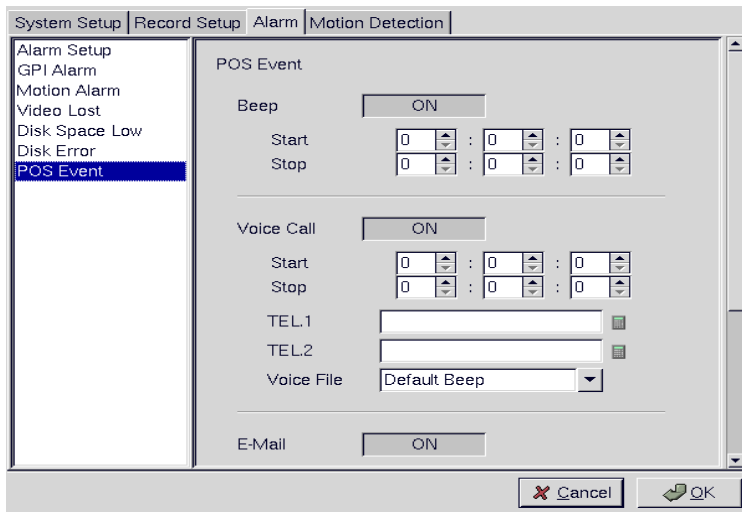 System Setup Record Setup Alarm Motion Detection
Alarm Setup
GPI Alarm
Motion Alarm
Video Lost
Disk Space Low
Disk Error
POS Event
POS Event
Beep ON
Start 0 : 0 : 0
Stop 0 : 0 : 0
Voice Call ON
Start 0 : 0 : 0
Stop 0 : 0 : 0
TEL.1
TEL.2
Voice File Default Beep
E-Mail ON
Cancel OK